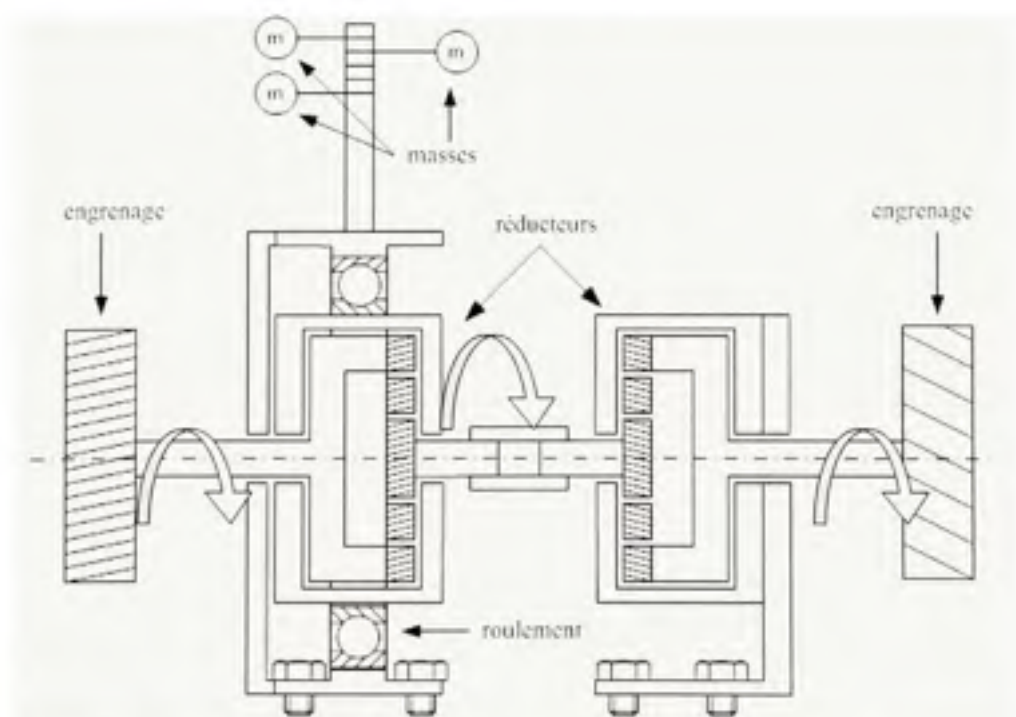 m
m
m
masses
engrenage
engrenage
réducteurs
roulement